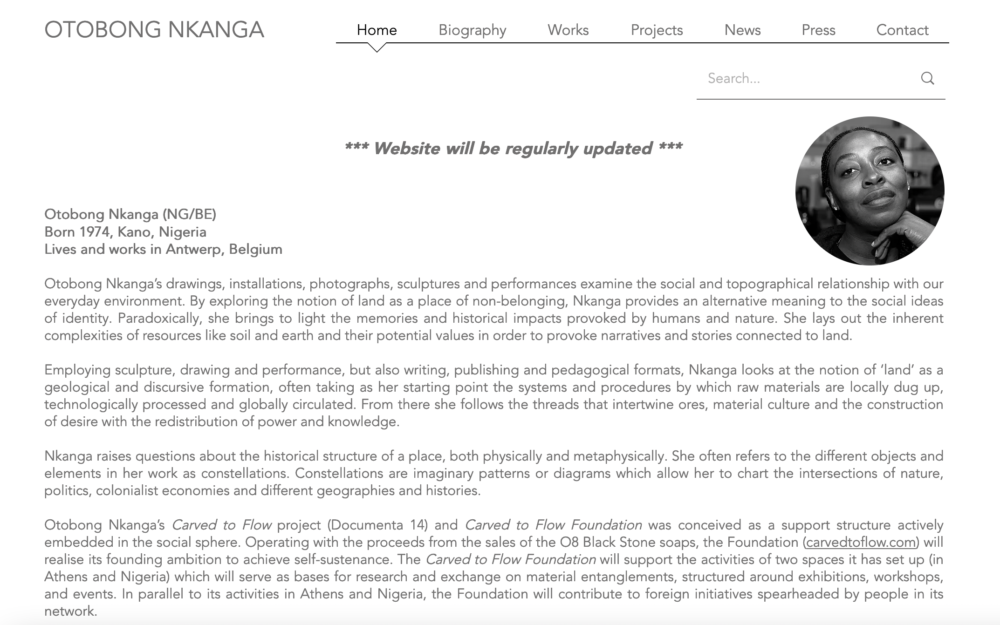 OTOBONG NKANGA
Home Biography Works Projects News Press Contact
Search...
*** Website will be regularly updated ***
Otobong Nkanga (NG/BE)
Born 1974, Kano, Nigeria
Lives and works in Antwerp, Belgium
Otobong Nkanga’s drawings, installations, photographs, sculptures and performances examine the social and topographical relationship with our
everyday environment. By exploring the notion of land as a place of non-belonging, Nkanga provides an alternative meaning to the social ideas
of identity. Paradoxically, she brings to light the memories and historical impacts provoked by humans and nature. She lays out the inherent
complexities of resources like soil and earth and their potential values in order to provoke narratives and stories connected to land.
Employing sculpture, drawing and performance, but also writing, publishing and pedagogical formats, Nkanga looks at the notion of ‘land’ as a
geological and discursive formation, often taking as her starting point the systems and procedures by which raw materials are locally dug up,
technologically processed and globally circulated. From there she follows the threads that intertwine ores, material culture and the construction
of desire with the redistribution of power and knowledge.
Nkanga raises questions about the historical structure of a place, both physically and metaphysically. She often refers to the different objects and
elements in her work as constellations. Constellations are imaginary patterns or diagrams which allow her to chart the intersections of nature,
politics, colonialist economies and different geographies and histories.
Otobong Nkanga’s Carved to Flow project (Documenta 14) and Carved to Flow Foundation was conceived as a support structure actively
embedded in the social sphere. Operating with the proceeds from the sales of the O8 Black Stone soaps, the Foundation (carvedtoflow.com) will
realise its founding ambition to achieve self-sustenance. The Carved to Flow Foundation will support the activities of two spaces it has set up (in
Athens and Nigeria) which will serve as bases for research and exchange on material entanglements, structured around exhibitions, workshops,
and events. In parallel to its activities in Athens and Nigeria, the Foundation will contribute to foreign initiatives spearheaded by people in its
network.